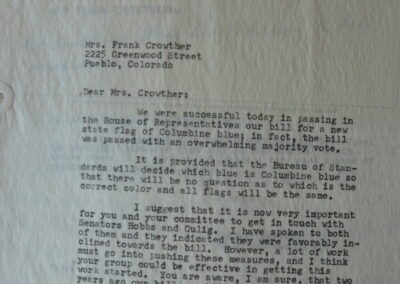 Mrs. Frank Crowther
2225 Greenwood Street
Pueblo, Colorado
Dear Mrs. Crowther:
We were successful today in passing in
the House of Representatives our bill for a new
state flag of Columbine blue; in fact, the bill
was passed with an overwhelming majority vote.
It is provided that the Bureau of Stan-
dards will decide which blue is Columbine blue so
that there will be no question as to which is the
correct color and all flags will be the same.
I suggest that it is now very important
for you and your committee to get in touch with
Senators Hobbs and Culig. I have spoken to both
of them and they indicated they were favorably in-
clined towards the bill. However, a lot of work
must go into pushing these measures, and I think
your group could be effective in getting this
work started. You are aware, I am sure, that two
years ago our bill